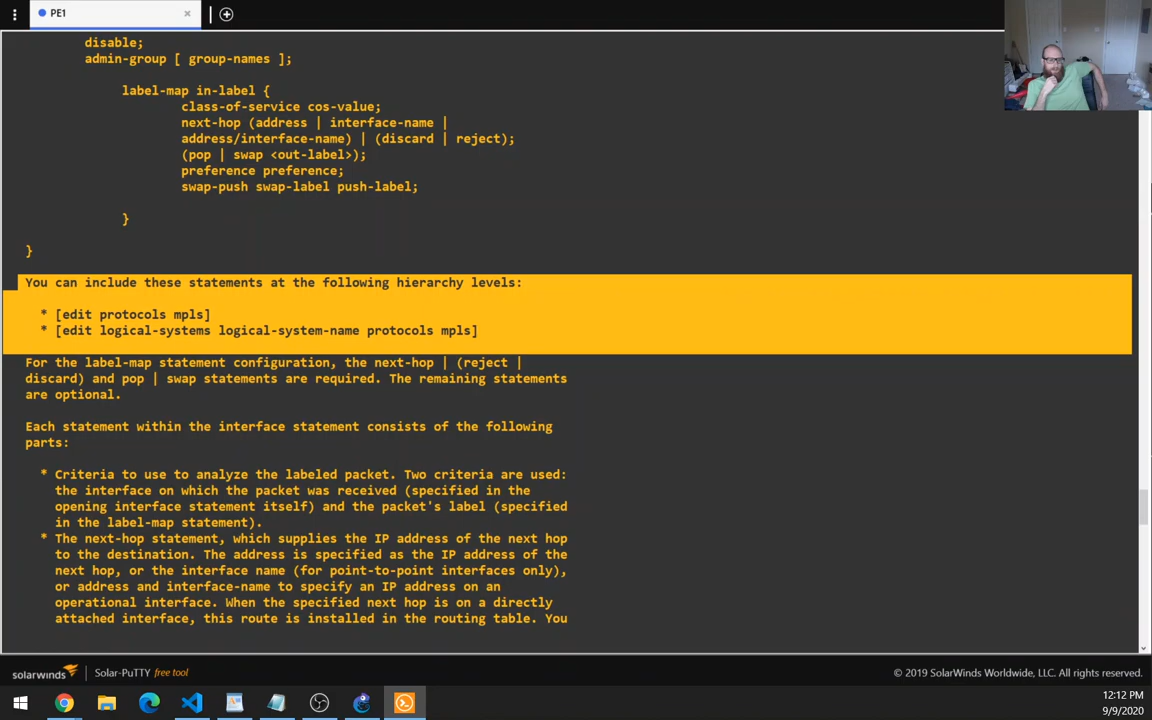 PE1
disable;
admin-group [ group-names ];
label-map in-label {
class-of-service cos-value;
next-hop (address | interface-name |
address/interface-name) | (discard | reject);
(pop | swap <out-label>);
preference preference;
swap-push swap-label push-label;
}
}
You can include these statements at the following hierarchy levels:
* [edit protocols mpls]
* [edit logical-systems logical-system-name protocols mpls]
For the label-map statement configuration, the next-hop | (reject |
discard) and pop | swap statements are required. The remaining statements
are optional.
Each statement within the interface statement consists of the following
parts:
* Criteria to use to analyze the labeled packet. Two criteria are used:
the interface on which the packet was received (specified in the
opening interface statement itself) and the packet's label (specified
in the label-map statement).
* The next-hop statement, which supplies the IP address of the next hop
to the destination. The address is specified as the IP address of the
next hop, or the interface name (for point-to-point interfaces only),
or address and interface-name to specify an IP address on an
operational interface. When the specified next hop is on a directly
attached interface, this route is installed in the routing table. You
solarwinds Solar-PuTTY free tool © 2019 SolarWinds Worldwide, LLC. All rights reserved.
12:12 PM
9/9/2020